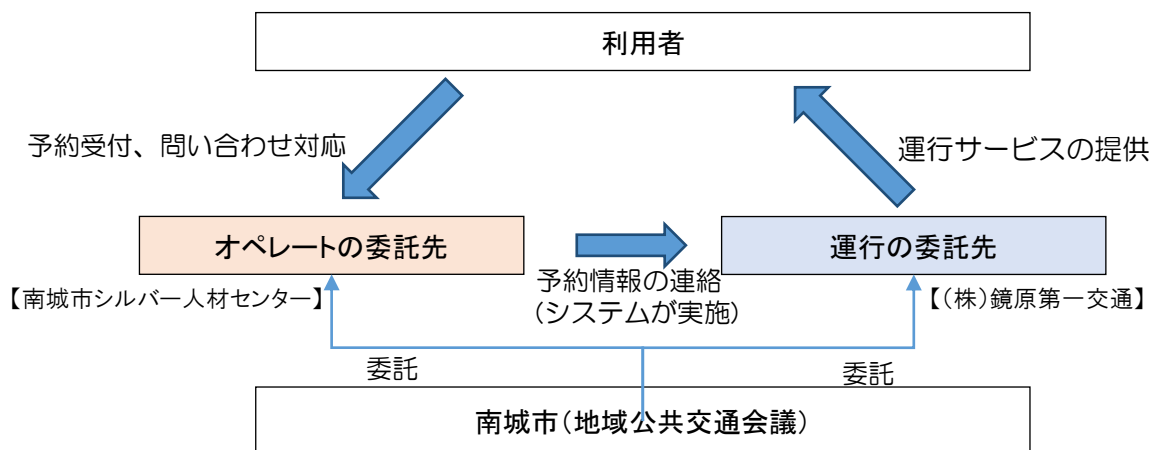 利用者
予約受付、問い合わせ対応
運行サービスの提供
オペレートの委託先
運行の委託先
【南城市シルバー人材センター】
予約情報の連絡
(システムが実施)
【(株)鏡原第一交通】
委託
委託
南城市(地域公共交通会議)